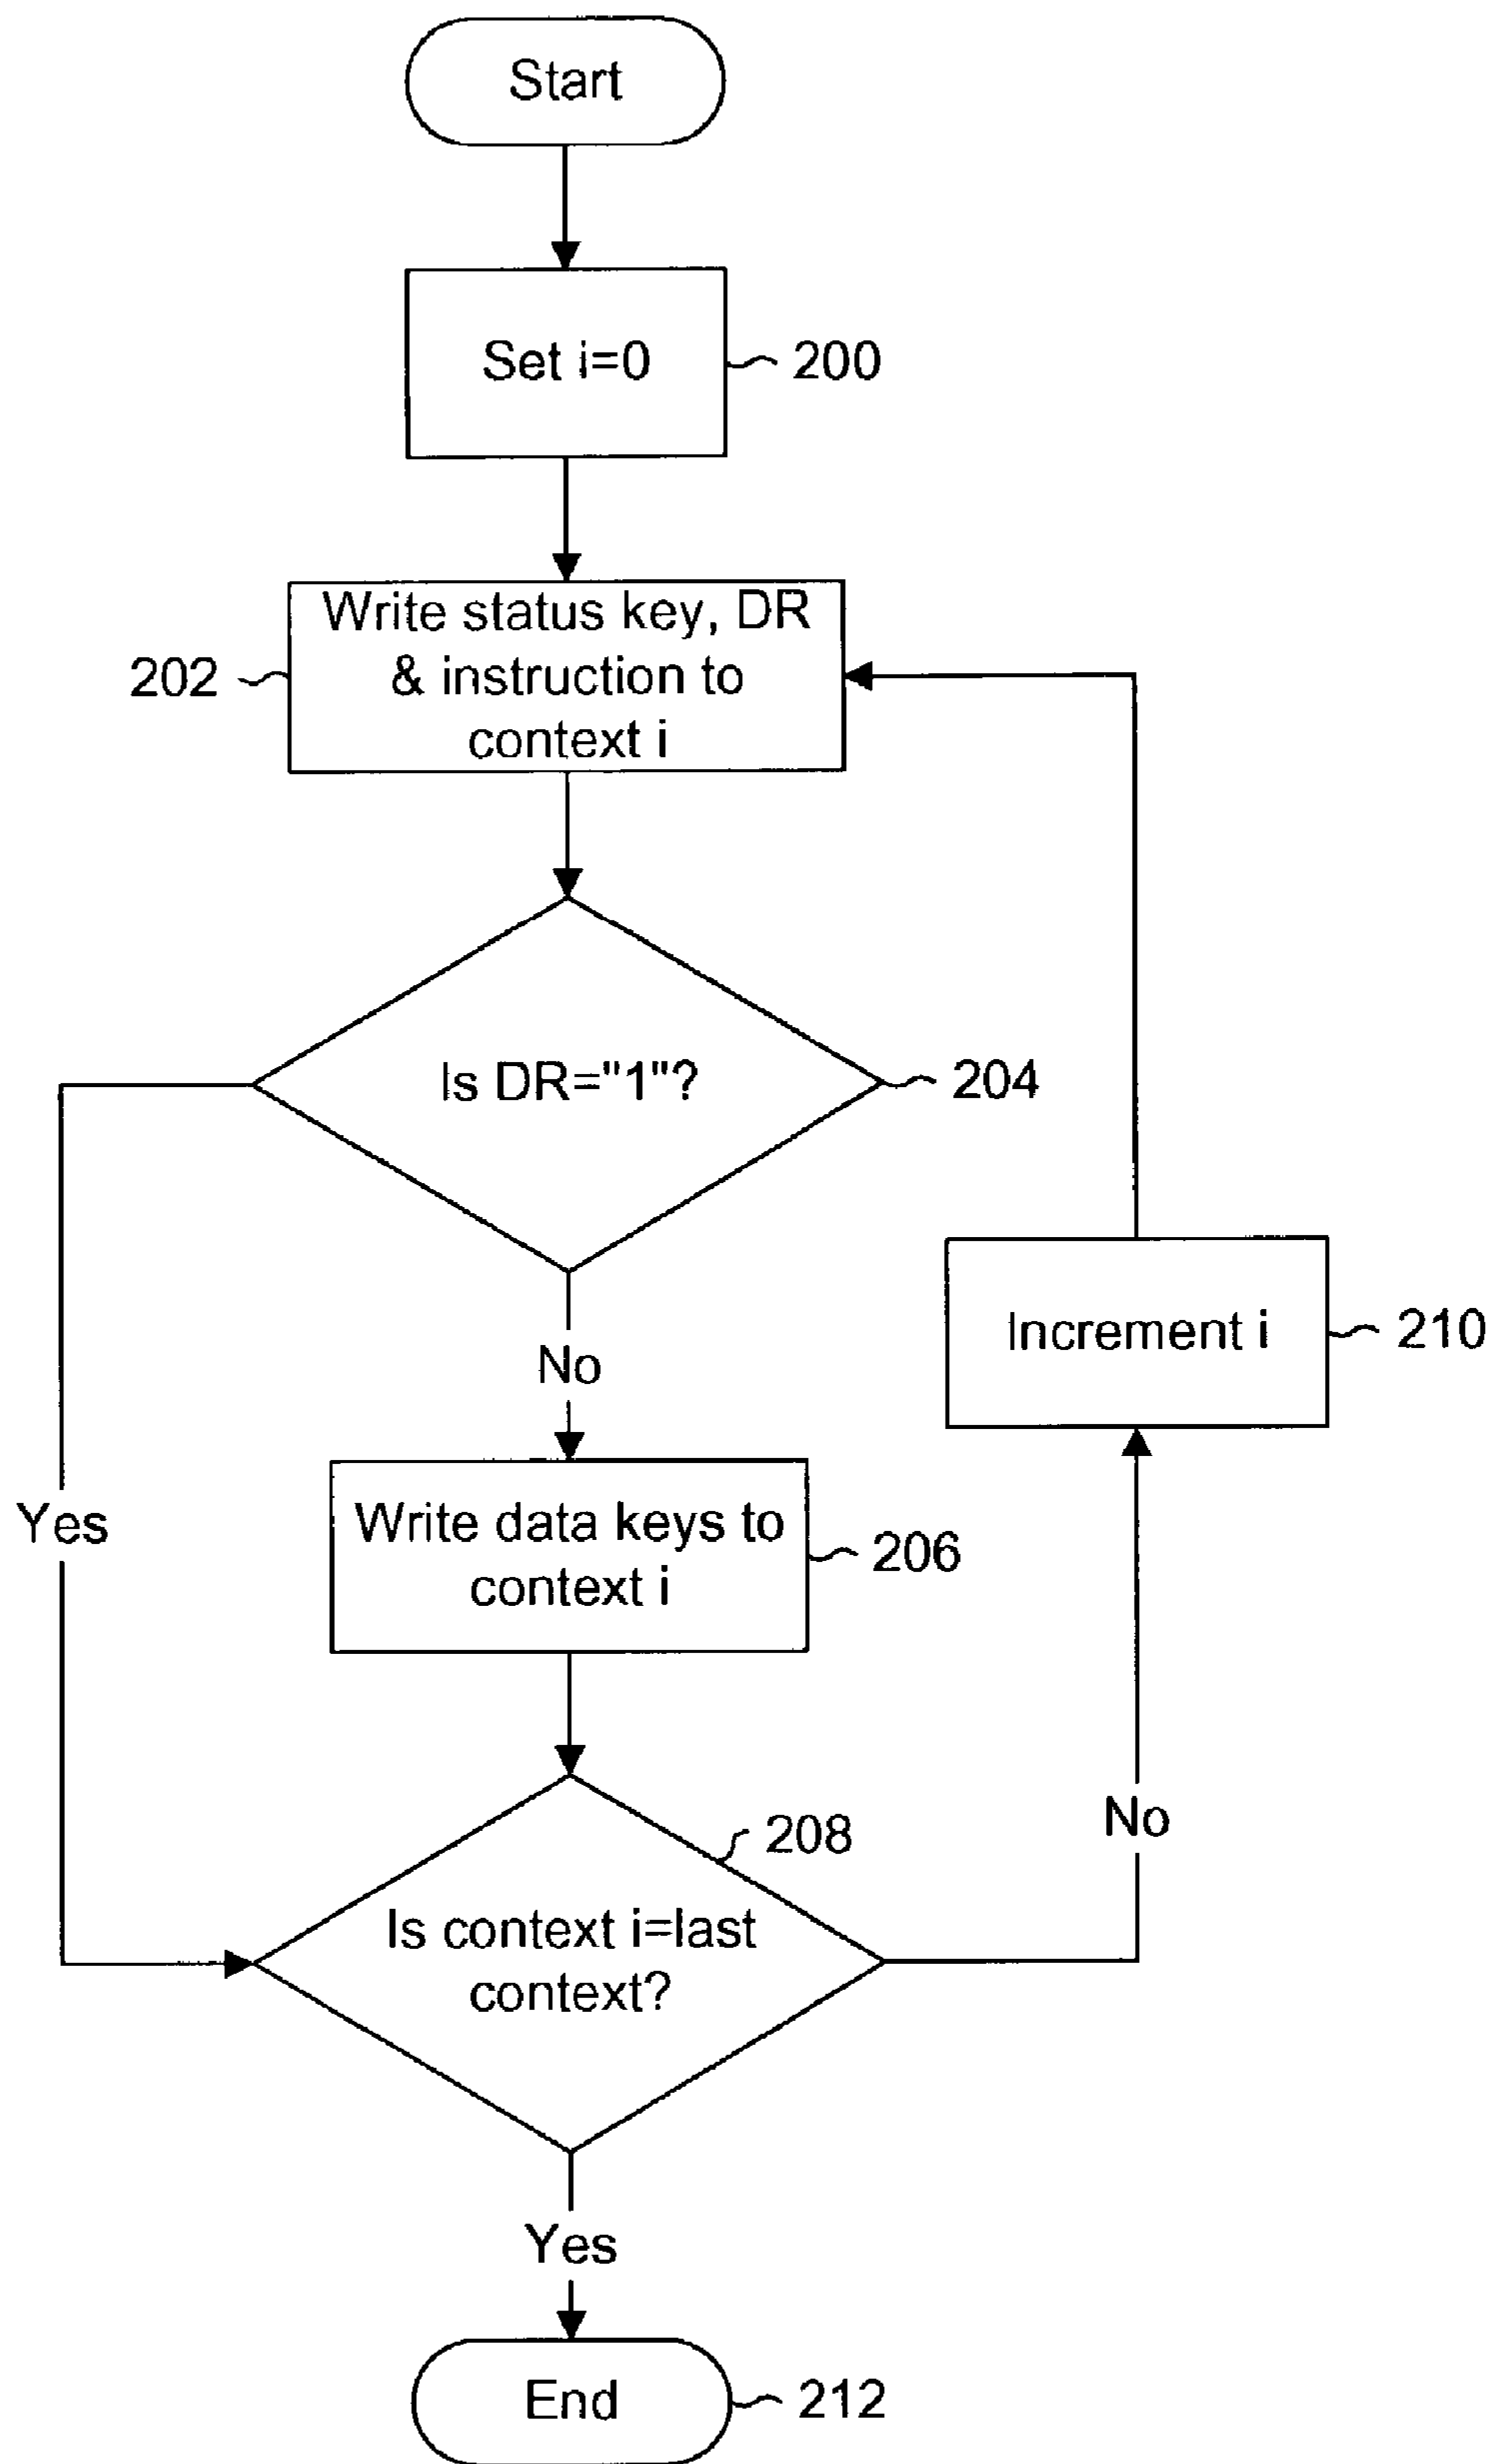 Start
Set i=0
200
Write status key, DR
& instruction to
context i
202
Is DR="1"?
204
No
Increment i
210
Yes
Write data keys to
context i
206
208
No
Is context i=last
context?
Yes
End
212